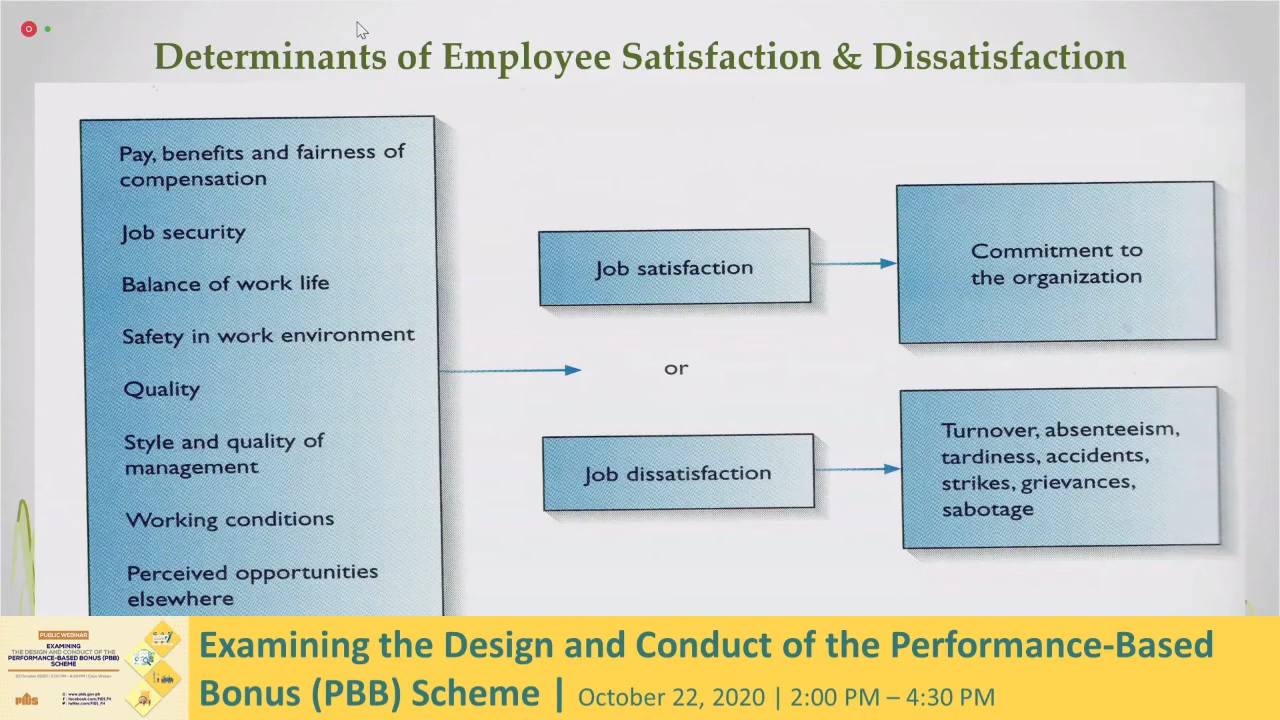 Determinants of Employee Satisfaction & Dissatisfaction
Pay, benefits and fairness of
compensation
Job security
Balance of work life
Safety in work environment
Quality
Style and quality of
management
Working conditions
Perceived opportunities
elsewhere
Job satisfaction
or
Job dissatisfaction
Commitment to
the organization
Turnover, absenteeism,
tardiness, accidents,
strikes, grievances,
sabotage
PUBLIC WEBINAR
EXAMINING
THE DESIGN AND CONDUCT OF THE
PERFORMANCE-BASED BONUS (PBB)
SCHEME
Examining the Design and Conduct of the Performance-Based
Bonus (PBB) Scheme | October 22, 2020 | 2:00 PM – 4:30 PM